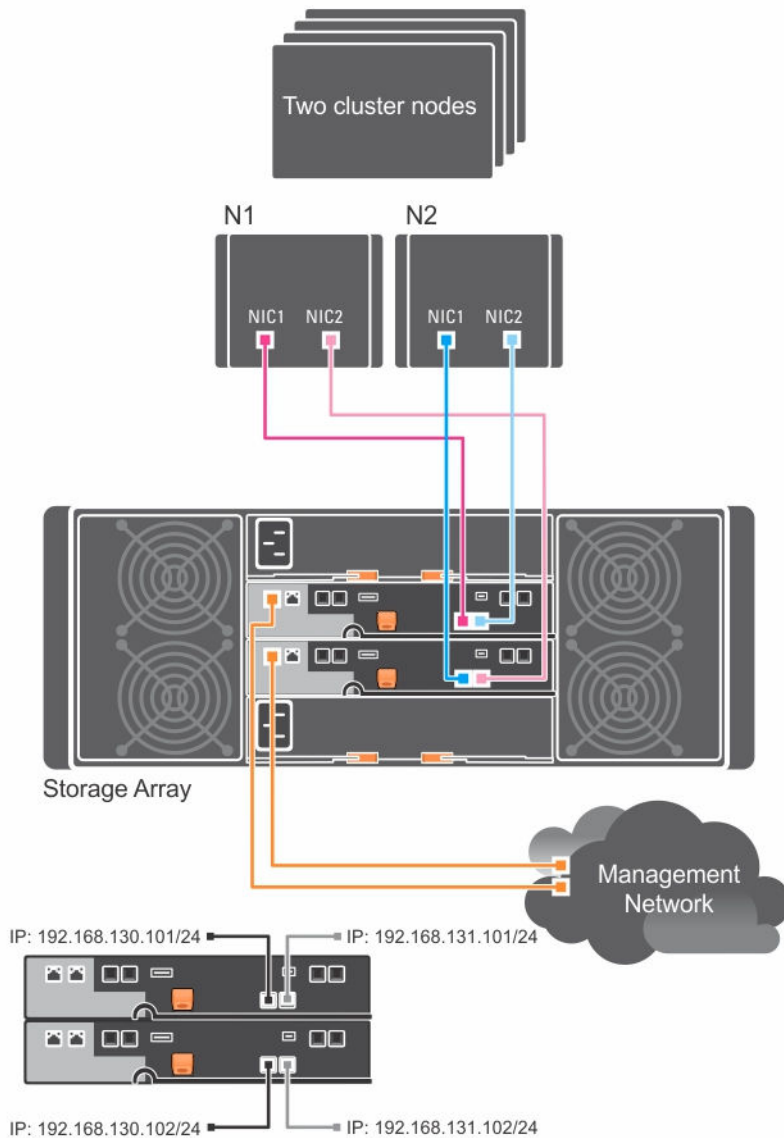 Two cluster nodes
N1
N2
NIC1
NIC2
NIC1
NIC2
Storage Array
Management
Network
IP: 192.168.130.101/24
IP: 192.168.131.101/24
IP: 192.168.130.102/24
IP: 192.168.131.102/24